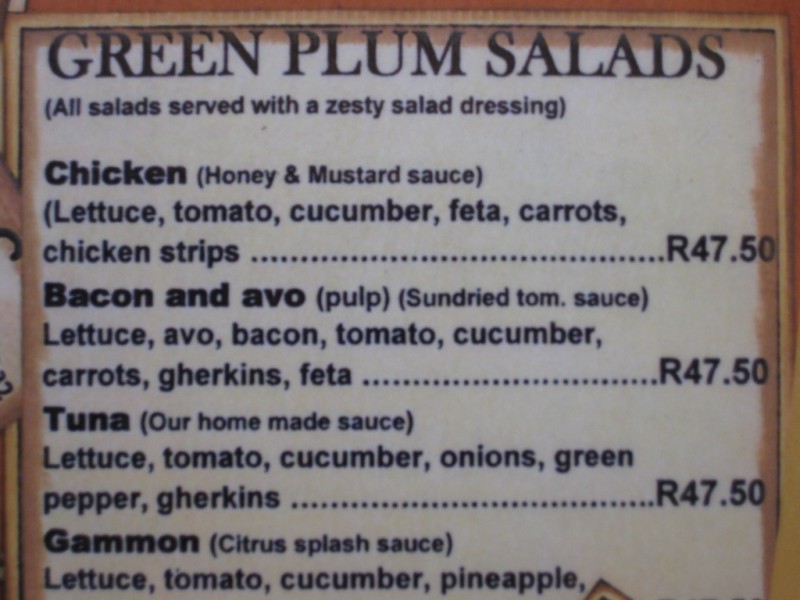 GREEN PLUM SALADS
(All salads served with a zesty salad dressing)
Chicken (Honey & Mustard sauce)
(Lettuce, tomato, cucumber, feta, carrots,
chicken strips ................................................R47.50
Bacon and avo (pulp) (Sundried tom. sauce)
Lettuce, avo, bacon, tomato, cucumber,
carrots, gherkins, feta ...................................R47.50
Tuna (Our home made sauce)
Lettuce, tomato, cucumber, onions, green
pepper, gherkins ...........................................R47.50
Gammon (Citrus splash sauce)
Lettuce, tomato, cucumber, pineapple,